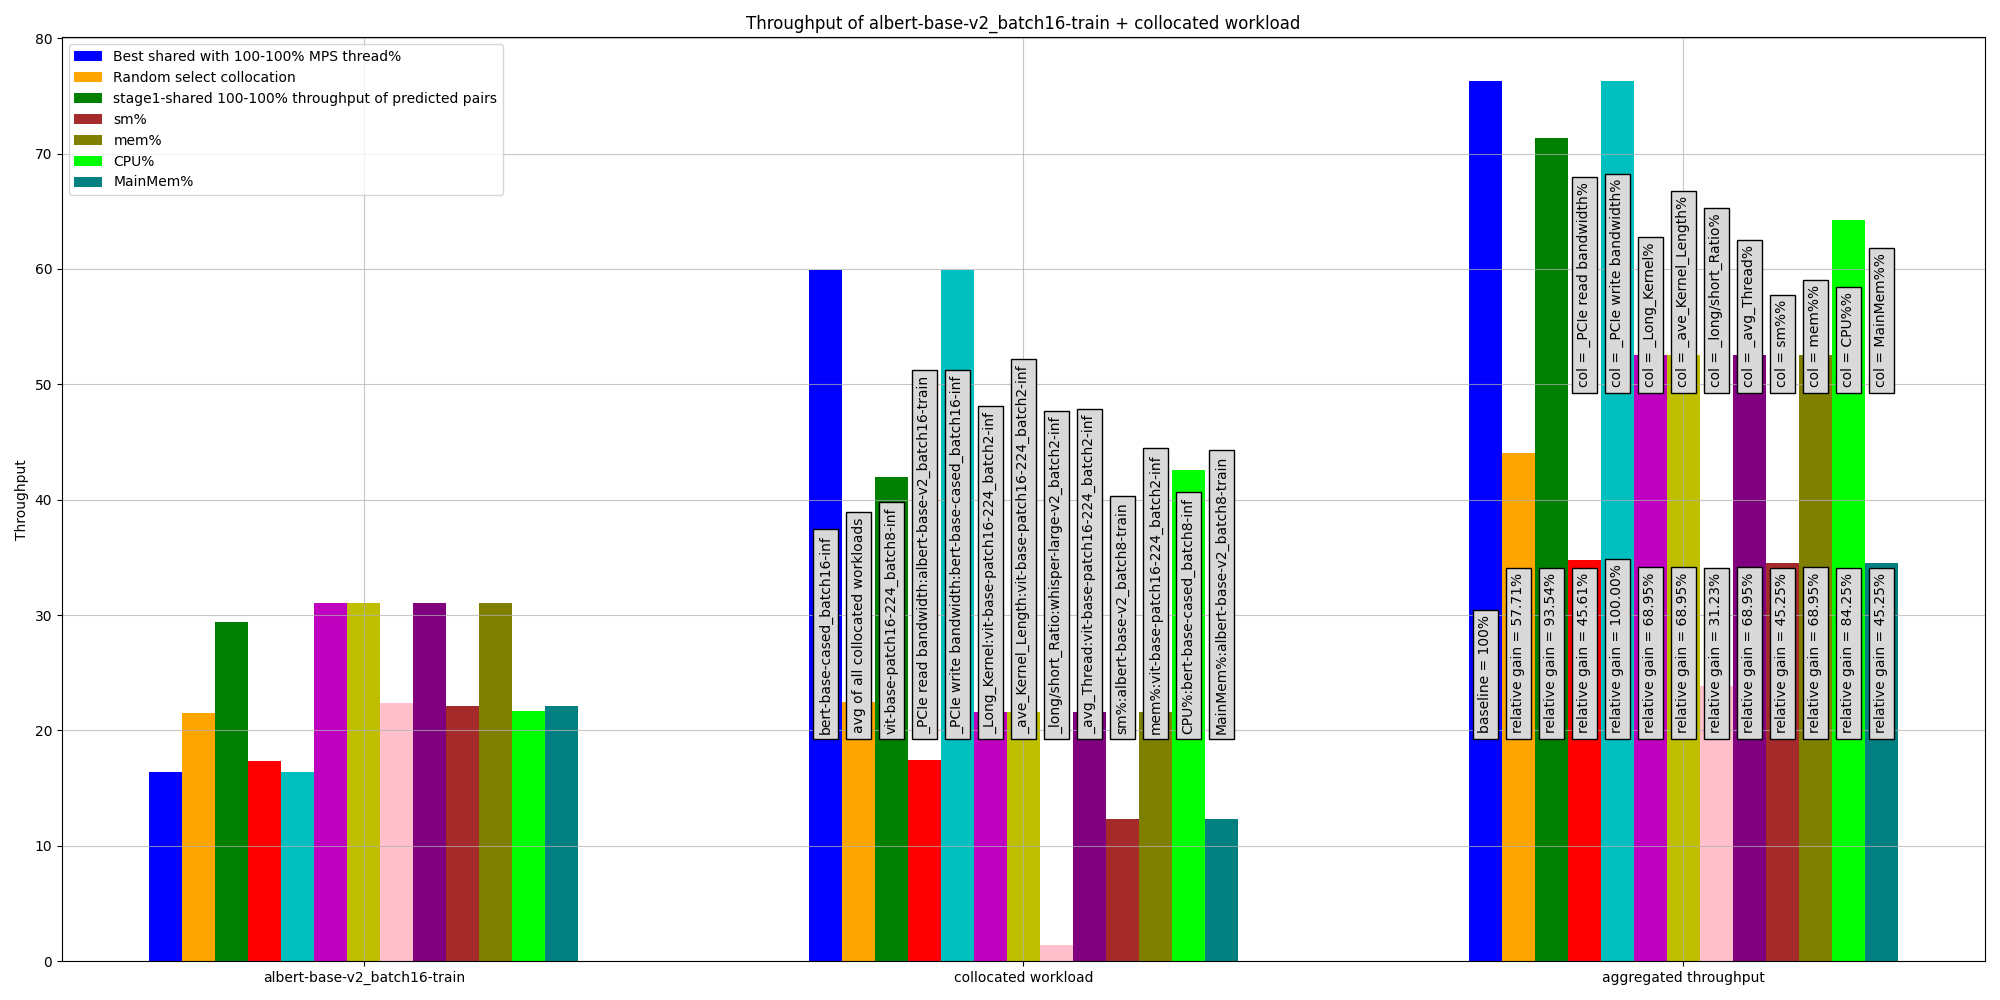 Throughput of albert-base-v2_batch16-train + collocated workload
Best shared with 100-100% MPS thread%
Random select collocation
stage1-shared 100-100% throughput of predicted pairs
sm%
mem%
CPU%
MainMem%
Throughput
80
70
60
50
40
30
20
10
0
bert-base-cased_batch16-inf
avg of all collocated workloads
vit-base-patch16-224_batch8-inf
_PCIe read bandwidth:albert-base-v2_batch16-train
_PCIe write bandwidth:bert-base-cased_batch16-inf
_Long_Kernel:vit-base-patch16-224_batch2-inf
_ave_Kernel_Length:vit-base-patch16-224_batch2-inf
_long/short_Ratio:whisper-large-v2_batch2-inf
_avg_Thread:vit-base-patch16-224_batch2-inf
sm%:albert-base-v2_batch8-train
mem%:vit-base-patch16-224_batch2-inf
CPU%:bert-base-cased_batch8-inf
MainMem%:albert-base-v2_batch8-train
col = _PCIe read bandwidth%
col = _PCIe write bandwidth%
col = _Long_Kernel%
col = _ave_Kernel_Length%
col = _long/short_Ratio%
col = _avg_Thread%
col = sm%%
col = mem%%
col = CPU%%
col = MainMem%%
baseline = 100%
relative gain = 57.71%
relative gain = 93.54%
relative gain = 45.61%
relative gain = 100.00%
relative gain = 68.95%
relative gain = 68.95%
relative gain = 31.23%
relative gain = 68.95%
relative gain = 45.25%
relative gain = 68.95%
relative gain = 84.25%
relative gain = 45.25%
albert-base-v2_batch16-train
collocated workload
aggregated throughput